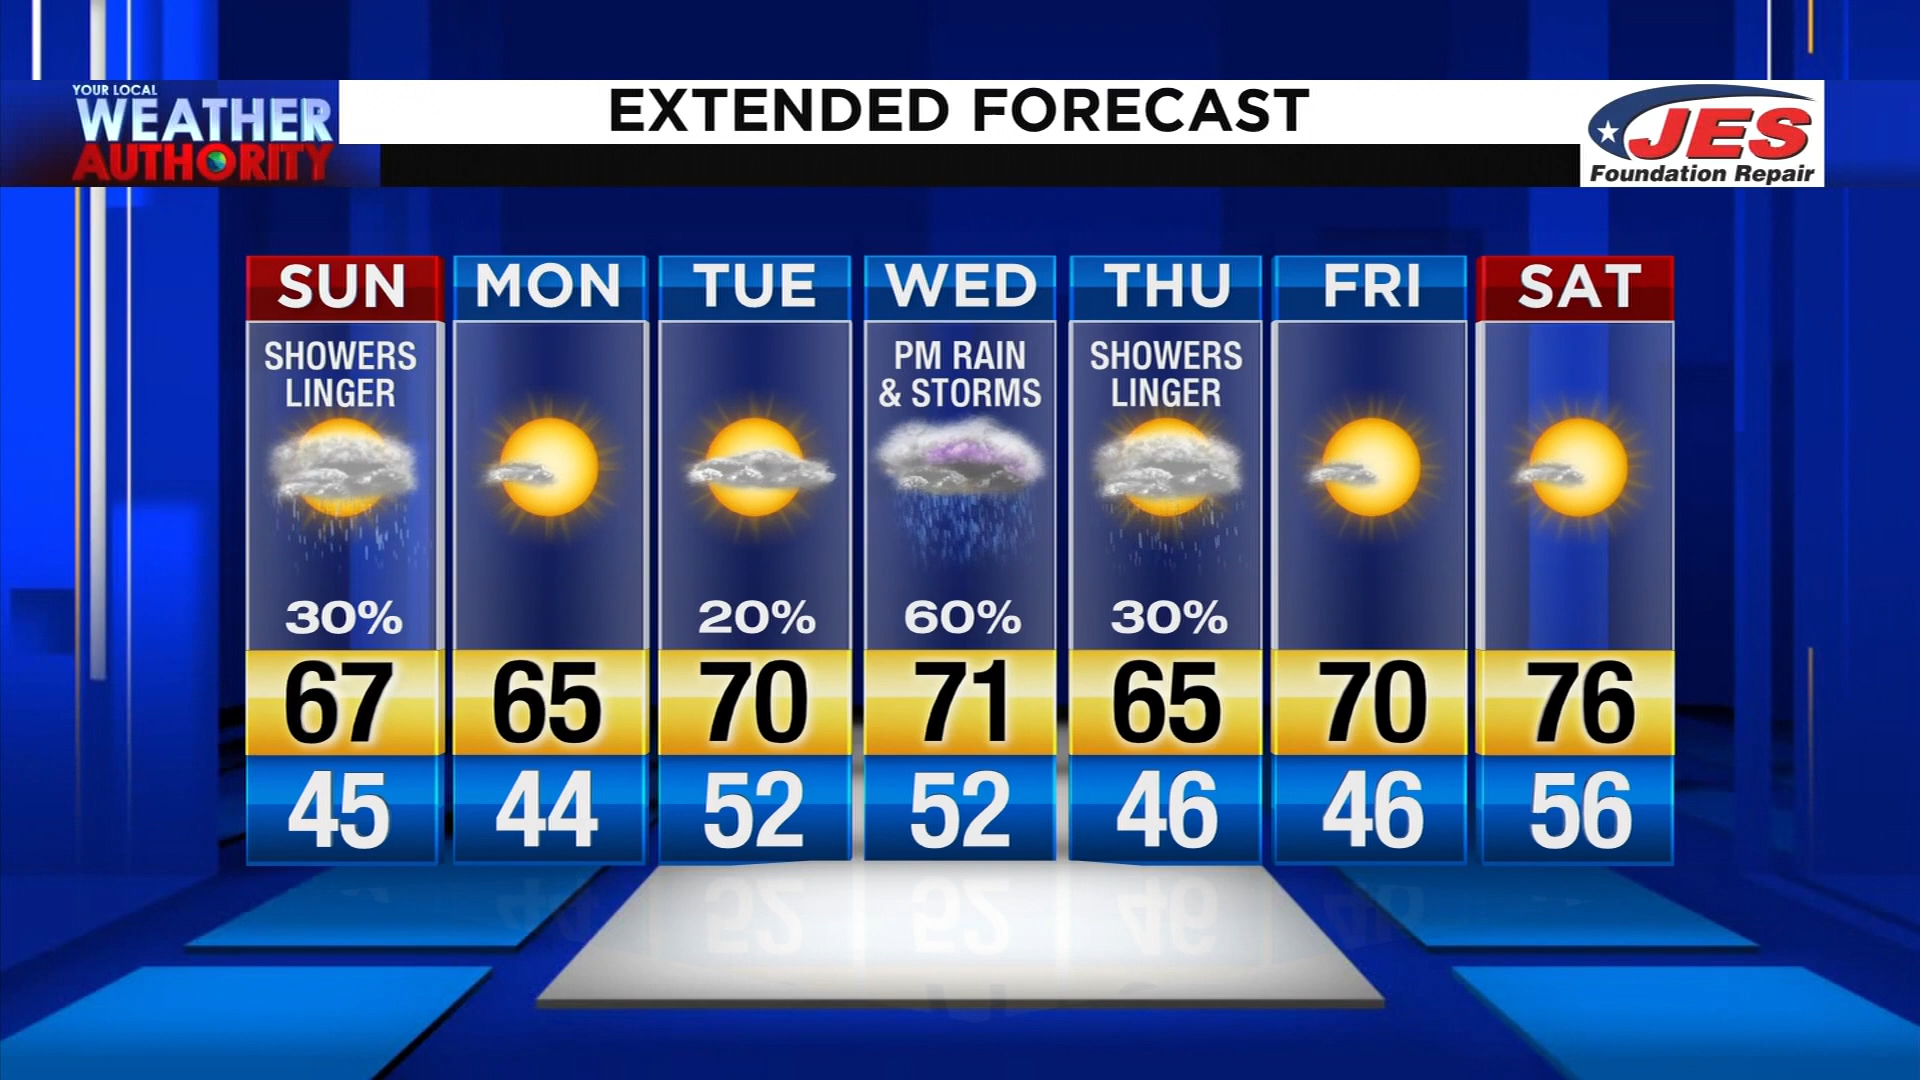 YOUR LOCAL
WEATHER
AUTHORITY
EXTENDED FORECAST
JES
Foundation Repair
SUN
SHOWERS
LINGER
30%
67
45
MON
65
44
TUE
20%
70
52
WED
PM RAIN
& STORMS
60%
71
52
THU
SHOWERS
LINGER
30%
65
46
FRI
70
46
SAT
76
56